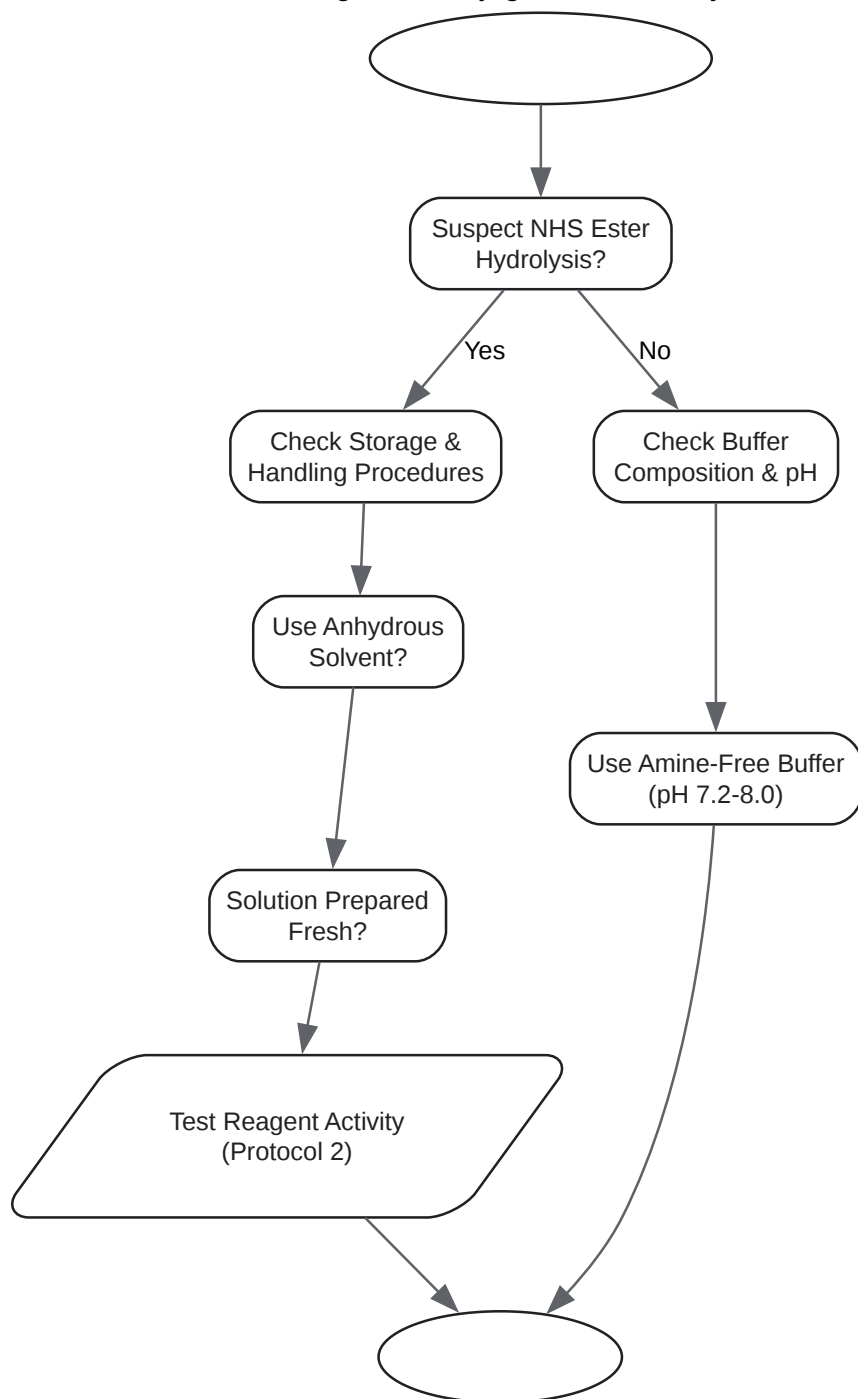 Suspect NHS Ester
Hydrolysis?
Yes
No
Check Storage &
Handling Procedures
Check Buffer
Composition & pH
Use Anhydrous
Solvent?
Use Amine-Free Buffer
(pH 7.2-8.0)
Solution Prepared
Fresh?
Test Reagent Activity
(Protocol 2)